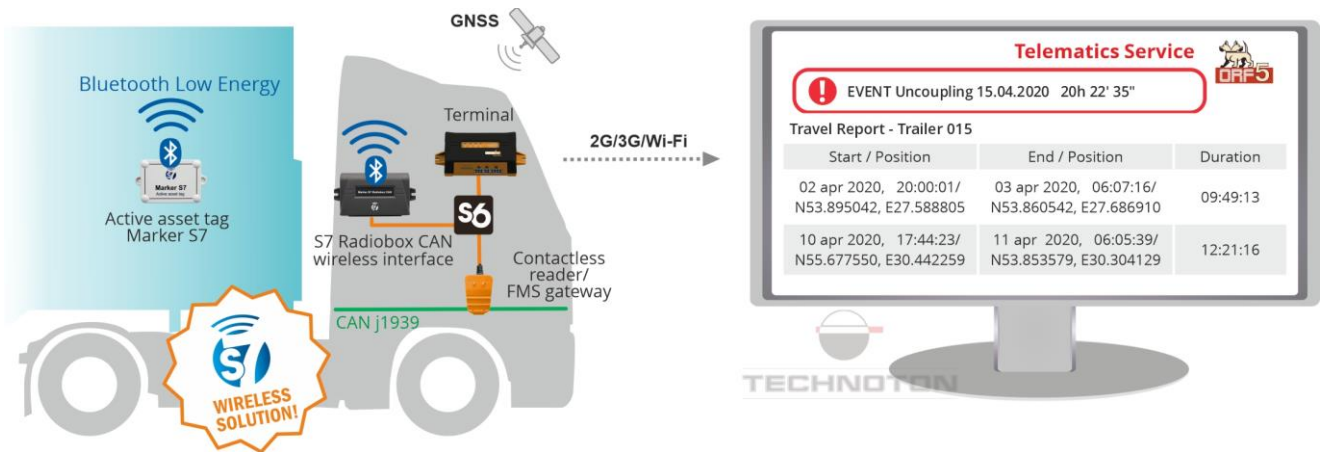 GNSS
Bluetooth Low Energy
Marker S7
Active asset tag
Active asset tag
Marker S7
Terminal
S6
S7 Radiobox CAN
wireless interface
Contactless
reader/
FMS gateway
CAN j1939
S7
WIRELESS
SOLUTION!
2G/3G/Wi-Fi
Telematics Service
ORF5
EVENT Uncoupling 15.04.2020 20h 22' 35"
Travel Report - Trailer 015
Start / Position End / Position Duration
02 apr 2020, 20:00:01/ 03 apr 2020, 06:07:16/ 09:49:13
N53.895042, E27.588805 N53.860542, E27.686910
10 apr 2020, 17:44:23/ 11 apr 2020, 06:05:39/ 12:21:16
N55.677550, E30.442259 N53.853579, E30.304129
TECHNOTON